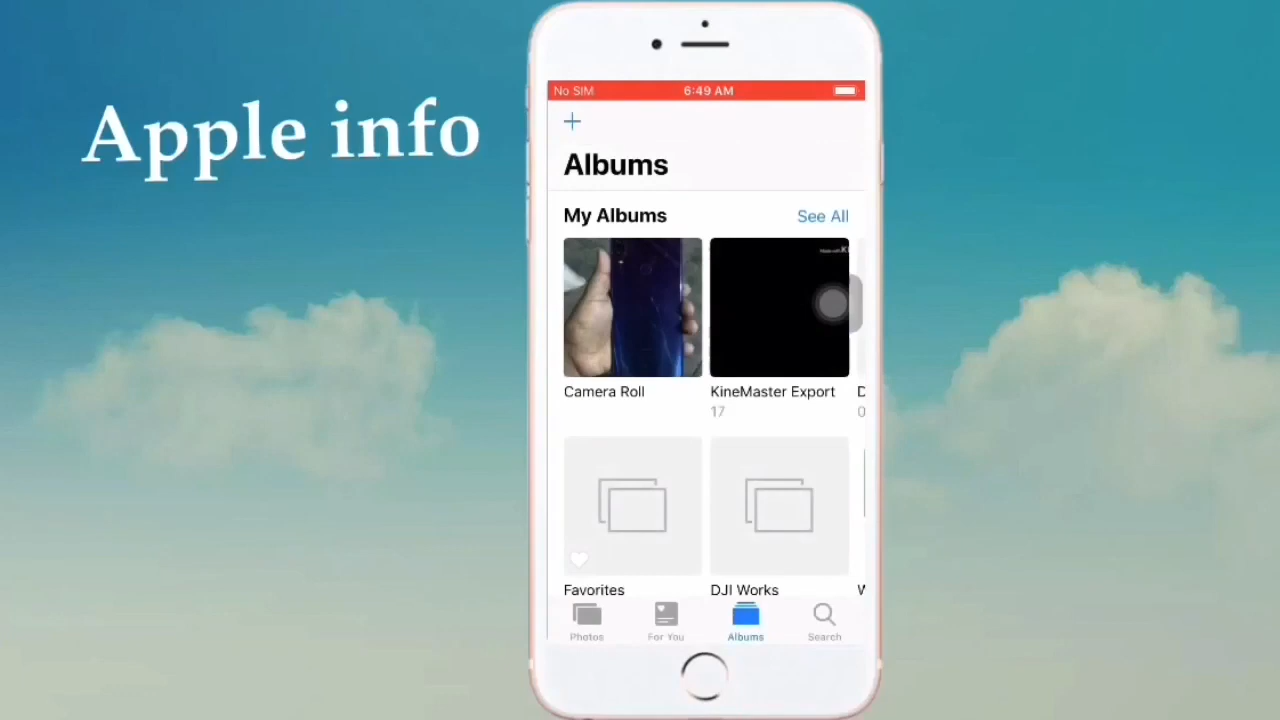 Apple info
No SIM
6:49 AM
+
Albums
My Albums
See All
Camera Roll
KineMaster Export
17
D
0
Favorites
DJI Works
W
Photos
For You
Albums
Search